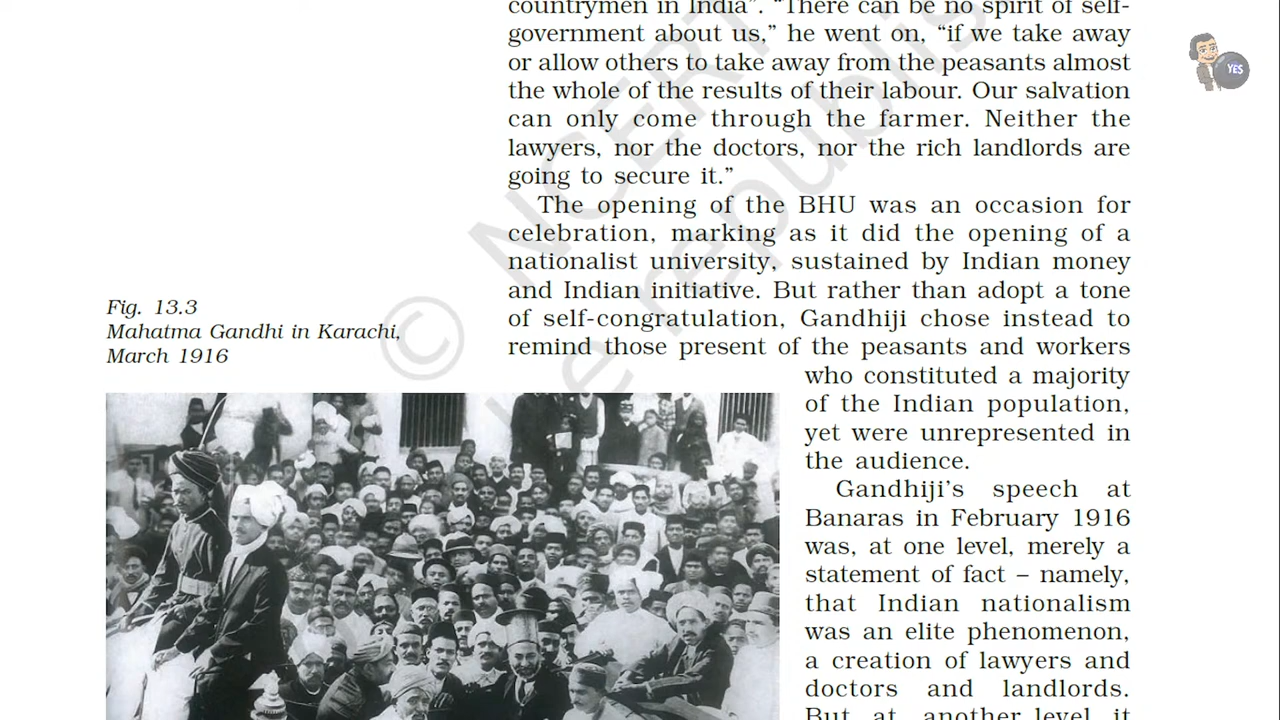 countrymen in India”. “There can be no spirit of self-
government about us,” he went on, “if we take away
or allow others to take away from the peasants almost
the whole of the results of their labour. Our salvation
can only come through the farmer. Neither the
lawyers, nor the doctors, nor the rich landlords are
going to secure it.”
The opening of the BHU was an occasion for
celebration, marking as it did the opening of a
nationalist university, sustained by Indian money
and Indian initiative. But rather than adopt a tone
of self-congratulation, Gandhiji chose instead to
remind those present of the peasants and workers
who constituted a majority
of the Indian population,
yet were unrepresented in
the audience.
Gandhiji’s speech at
Banaras in February 1916
was, at one level, merely a
statement of fact – namely,
that Indian nationalism
was an elite phenomenon,
a creation of lawyers and
doctors and landlords.
But at another level it
Fig. 13.3
Mahatma Gandhi in Karachi,
March 1916
© NCERT
be republis
YES